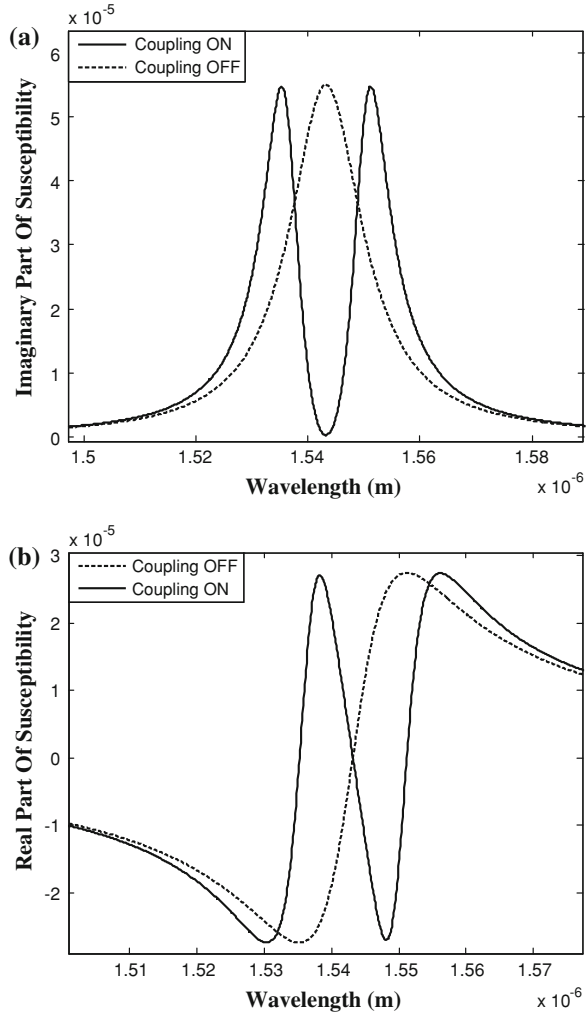 (a)
x 10⁻⁵
Coupling ON
Coupling OFF
6
5
4
3
2
1
0
Imaginary Part Of Susceptibility
1.5 1.52 1.54 1.56 1.58
Wavelength (m)
x 10⁻⁶
(b)
x 10⁻⁵
Coupling OFF
Coupling ON
3
2
1
0
-1
-2
Real Part Of Susceptibility
1.51 1.52 1.53 1.54 1.55 1.56 1.57
Wavelength (m)
x 10⁻⁶